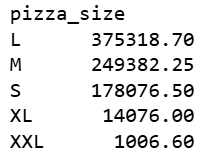 pizza_size
L      375318.70
M      249382.25
S      178076.50
XL      14076.00
XXL      1006.60